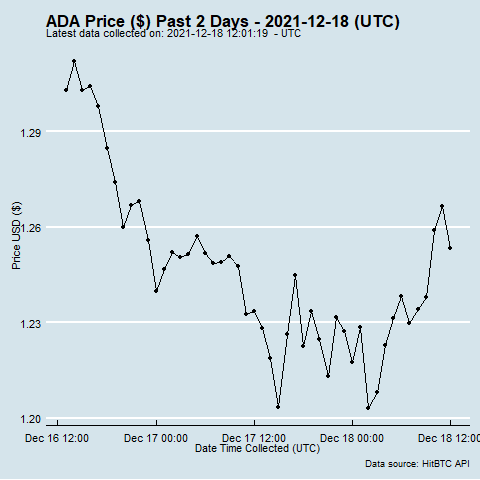 ADA Price ($) Past 2 Days - 2021-12-18 (UTC)
Latest data collected on: 2021-12-18 12:01:19 - UTC
Price USD ($)
1.29
1.26
1.23
1.20
Dec 16 12:00 Dec 17 00:00 Dec 17 12:00 Dec 18 00:00 Dec 18 12:00
Date Time Collected (UTC)
Data source: HitBTC API